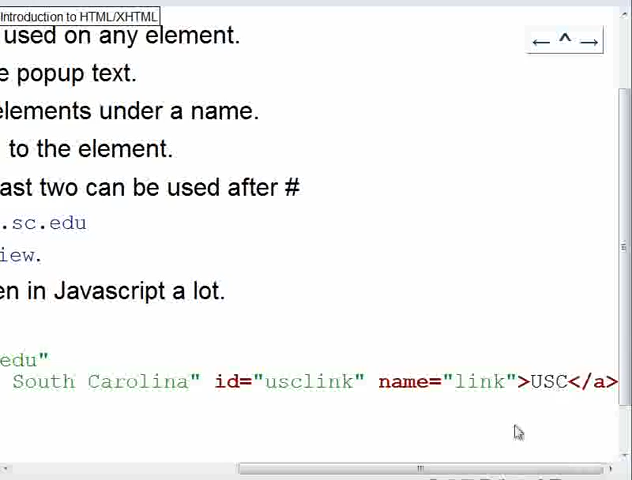 Introduction to HTML/XHTML
used on any element.
e popup text.
elements under a name.
to the element.
ast two can be used after #
.sc.edu
iew.
en in Javascript a lot.
edu"
South Carolina" id="usclink" name="link">USC</a>